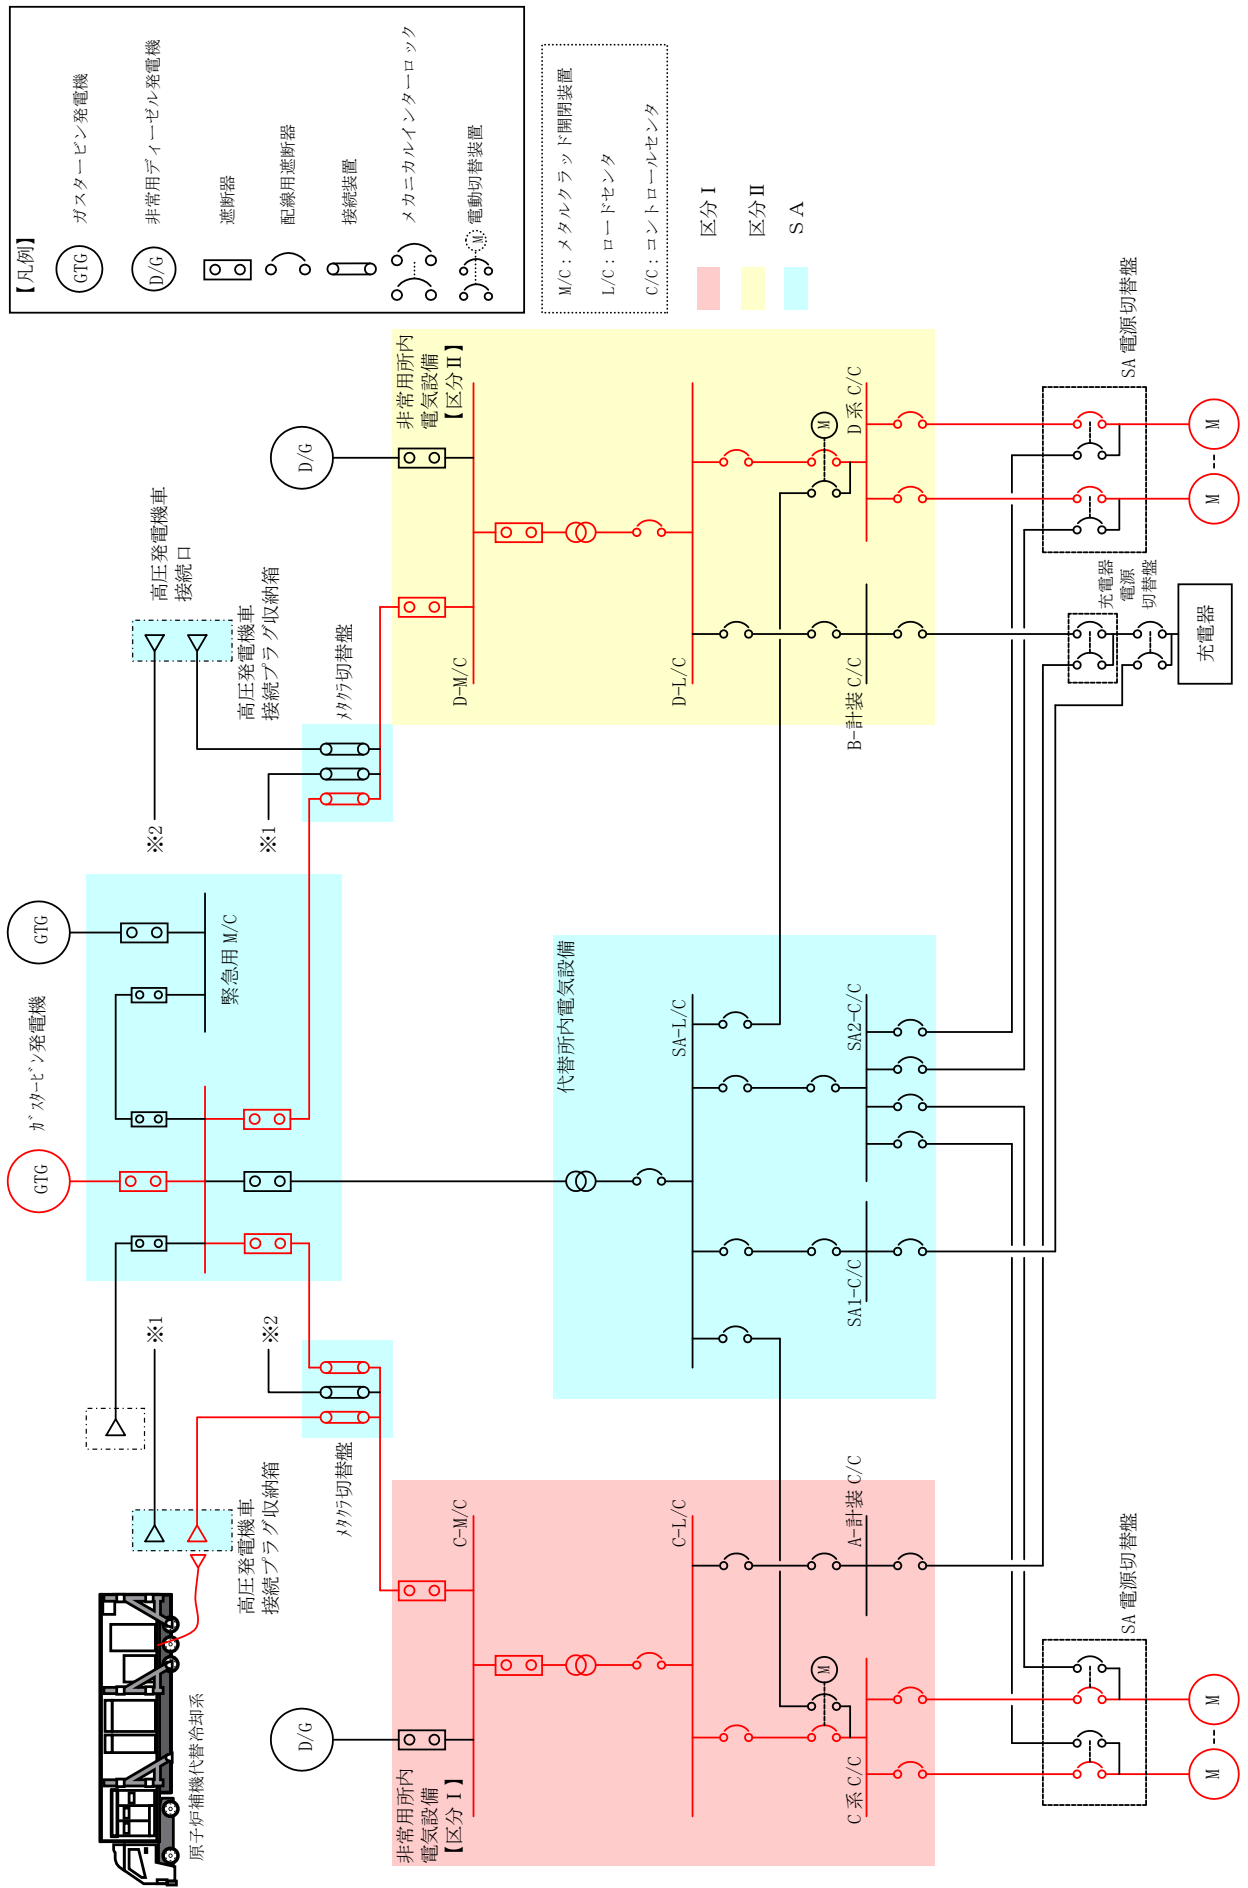 【凡例】
GTG
ガスタービン発電機
D/G
非常用ディーゼル発電機
遮断器
配線用遮断器
接続装置
メカニカルインターロック
M
電動切替装置
M/C：メタルクラッド開閉装置
L/C：ロードセンタ
C/C：コントロールセンタ
区分Ⅰ
区分Ⅱ
ＳＡ
ガスタービン発電機
GTG
GTG
緊急用M/C
※1
※2
※2
※1
高圧発電機車
接続口
高圧発電機車
接続プラグ収納箱
高圧発電機車
接続プラグ収納箱
メタクラ切替盤
メタクラ切替盤
原子炉補機代替冷却系
D/G
D/G
非常用所内
電気設備
【区分Ⅰ】
C-M/C
C-L/C
C系C/C
A-計装C/C
M
代替所内電気設備
SA-L/C
SA1-C/C
SA2-C/C
非常用所内
電気設備
【区分Ⅱ】
D-M/C
D-L/C
B-計装C/C
D系C/C
M
SA電源切替盤
SA電源切替盤
充電器
電源
切替盤
充電器
M
M
M
M